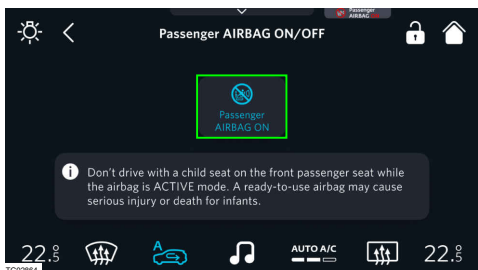 Passenger
AIRBAG ON
Passenger AIRBAG ON/OFF
Passenger
AIRBAG ON
Don't drive with a child seat on the front passenger seat while
the airbag is ACTIVE mode. A ready-to-use airbag may cause
serious injury or death for infants.
22.5° A AUTO A/C 22.5°